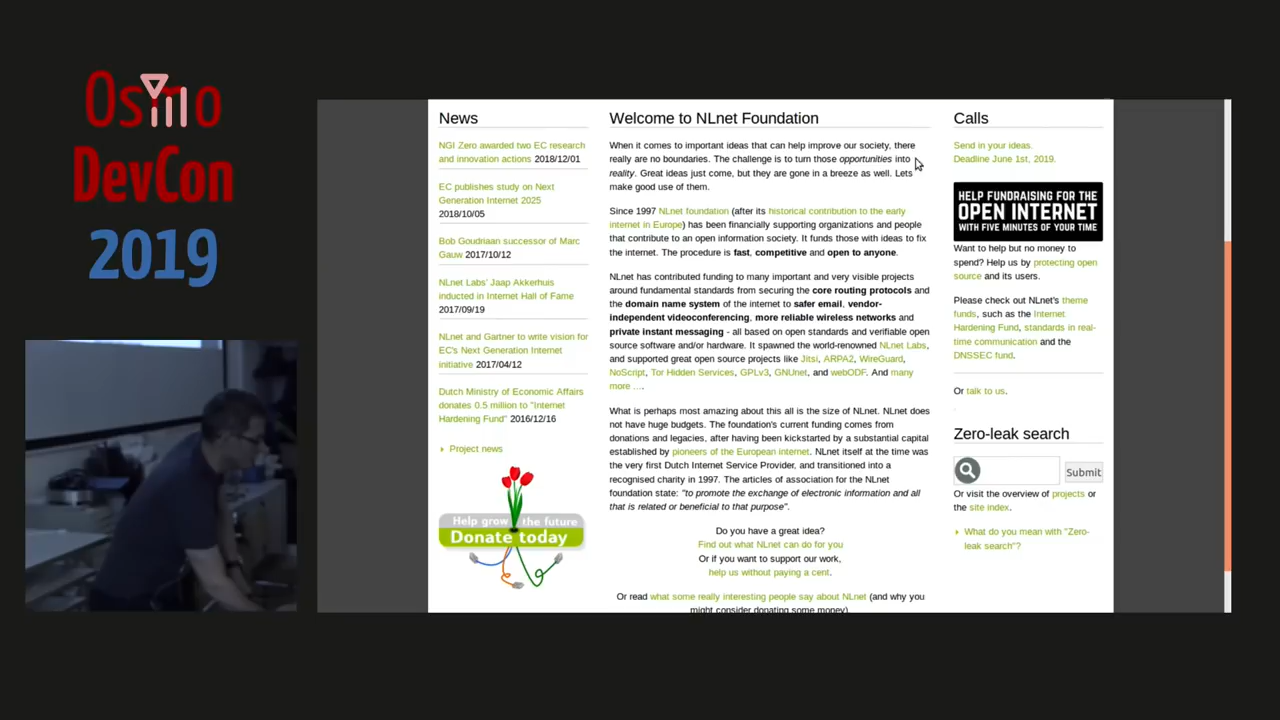 Osmo
DevCon
2019
News
NGI Zero awarded two EC research
and innovation actions 2018/12/01
EC publishes study on Next
Generation Internet 2025
2018/10/05
Bob Goudriaan successor of Marc
Gauw 2017/10/12
NLnet Labs' Jaap Akkerhuis
inducted in Internet Hall of Fame
2017/09/19
NLnet and Gartner to write vision for
EC's Next Generation Internet
initiative 2017/04/12
Dutch Ministry of Economic Affairs
donates 0.5 million to "Internet
Hardening Fund" 2016/12/16
Project news
Help grow the future
Donate today
Welcome to NLnet Foundation
When it comes to important ideas that can help improve our society, there
really are no boundaries. The challenge is to turn those opportunities into
reality. Great ideas just come, but they are gone in a breeze as well. Lets
make good use of them.
Since 1997 NLnet foundation (after its historical contribution to the early
internet in Europe) has been financially supporting organizations and people
that contribute to an open information society. It funds those with ideas to fix
the internet. The procedure is fast, competitive and open to anyone.
NLnet has contributed funding to many important and very visible projects
around fundamental standards from securing the core routing protocols and
the domain name system of the internet to safer email, vendor-
independent videoconferencing, more reliable wireless networks and
private instant messaging - all based on open standards and verifiable open
source software and/or hardware. It spawned the world-renowned NLnet Labs,
and supported great open source projects like Jitsi, ARPA2, WireGuard,
NoScript, Tor Hidden Services, GPLv3, GNUnet, and webODF. And many
more ....
What is perhaps most amazing about this all is the size of NLnet. NLnet does
not have huge budgets. The foundation's current funding comes from
donations and legacies, after having been kickstarted by a substantial capital
established by pioneers of the European internet. NLnet itself at the time was
the very first Dutch Internet Service Provider, and transitioned into a
recognised charity in 1997. The articles of association for the NLnet
foundation state: "to promote the exchange of electronic information and all
that is related or beneficial to that purpose".
Do you have a great idea?
Find out what NLnet can do for you
Or if you want to support our work,
help us without paying a cent.
Or read what some really interesting people say about NLnet (and why you
might consider donating some money).
Calls
Send in your ideas.
Deadline June 1st, 2019.
HELP FUNDRAISING FOR THE
OPEN INTERNET
WITH FIVE MINUTES OF YOUR TIME
Want to help but no money to
spend? Help us by protecting open
source and its users.
Please check out NLnet's theme
funds, such as the Internet
Hardening Fund, standards in real-
time communication and the
DNSSEC fund.
Or talk to us.
Zero-leak search
Submit
Or visit the overview of projects or
the site index.
What do you mean with "Zero-
leak search"?